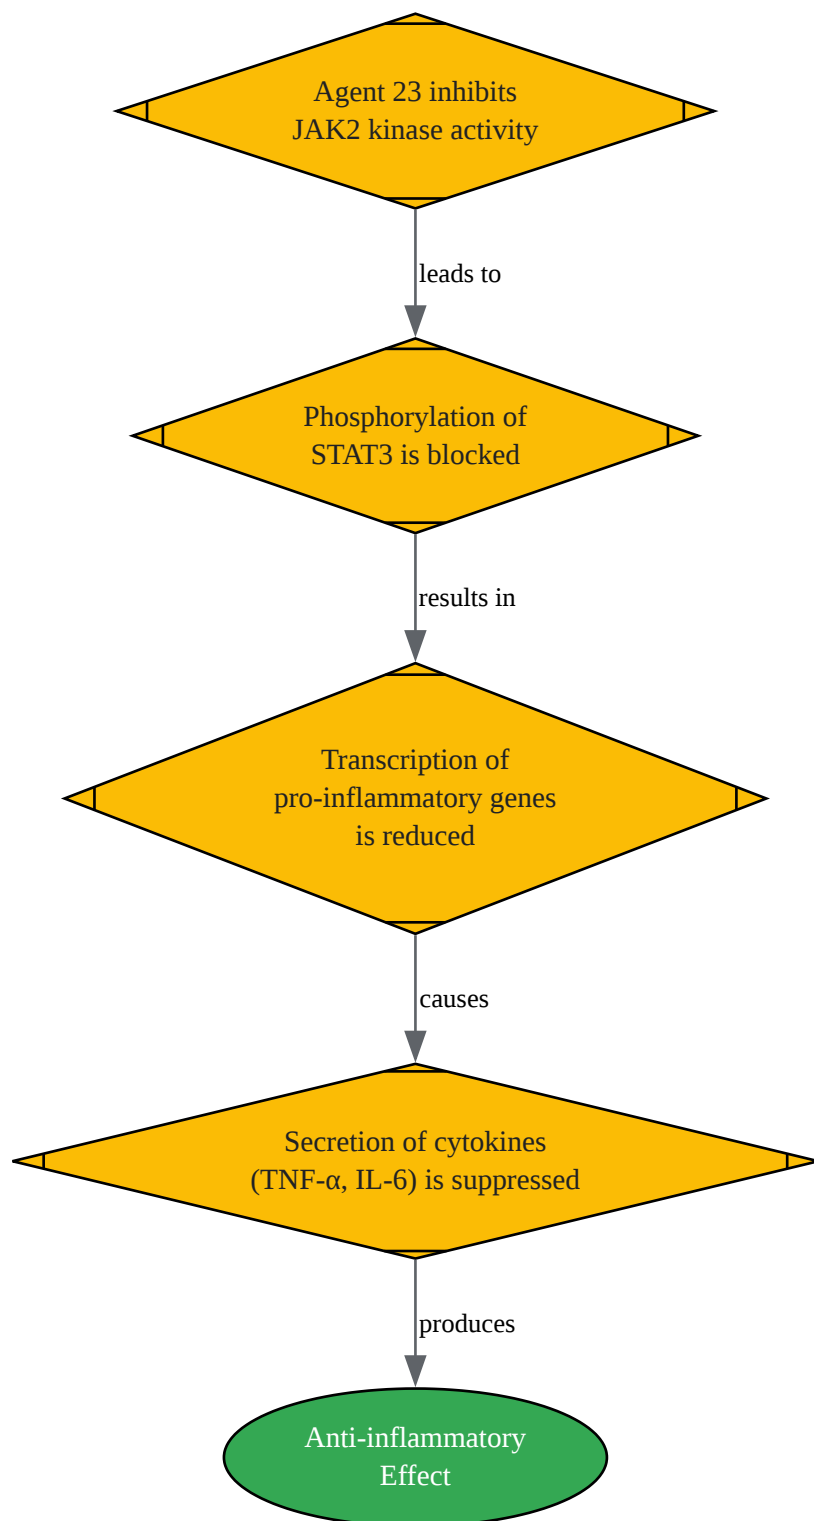 Agent 23 inhibits
JAK2 kinase activity
leads to
Phosphorylation of
STAT3 is blocked
results in
Transcription of
pro-inflammatory genes
is reduced
causes
Secretion of cytokines
(TNF-α, IL-6) is suppressed
produces
Anti-inflammatory
Effect